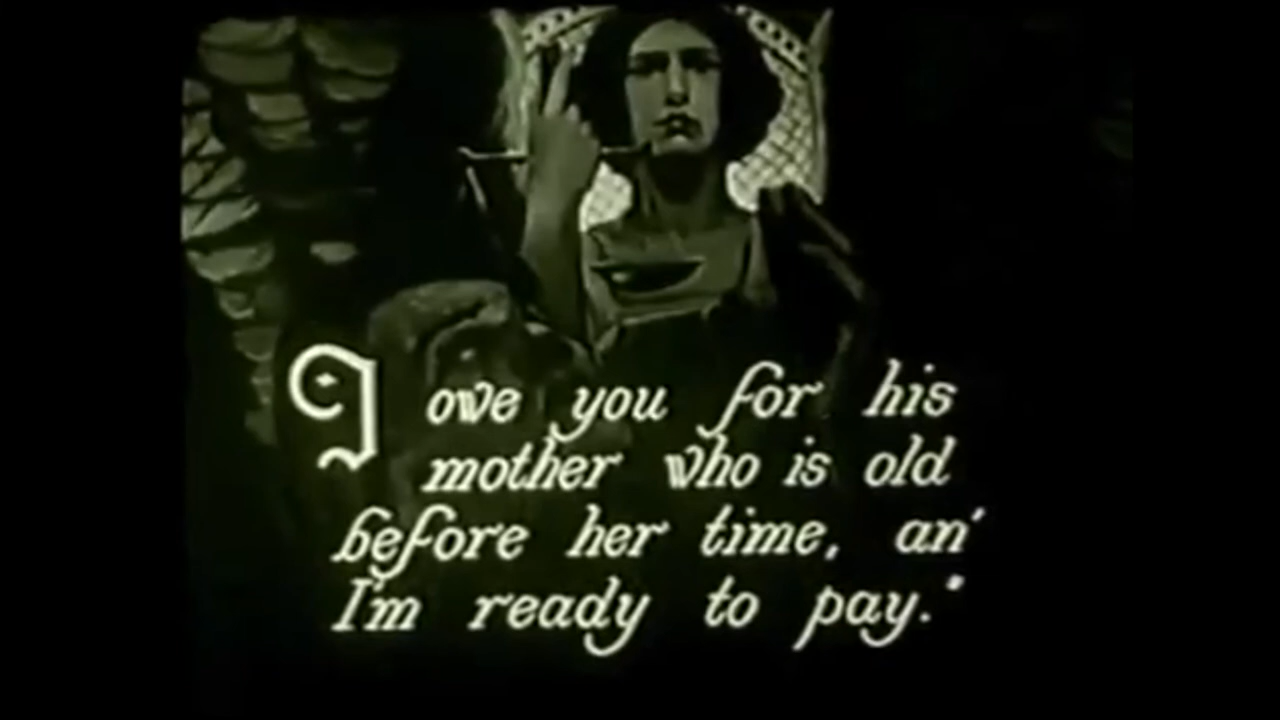 I owe you for his
mother who is old
before her time, an'
I'm ready to pay."